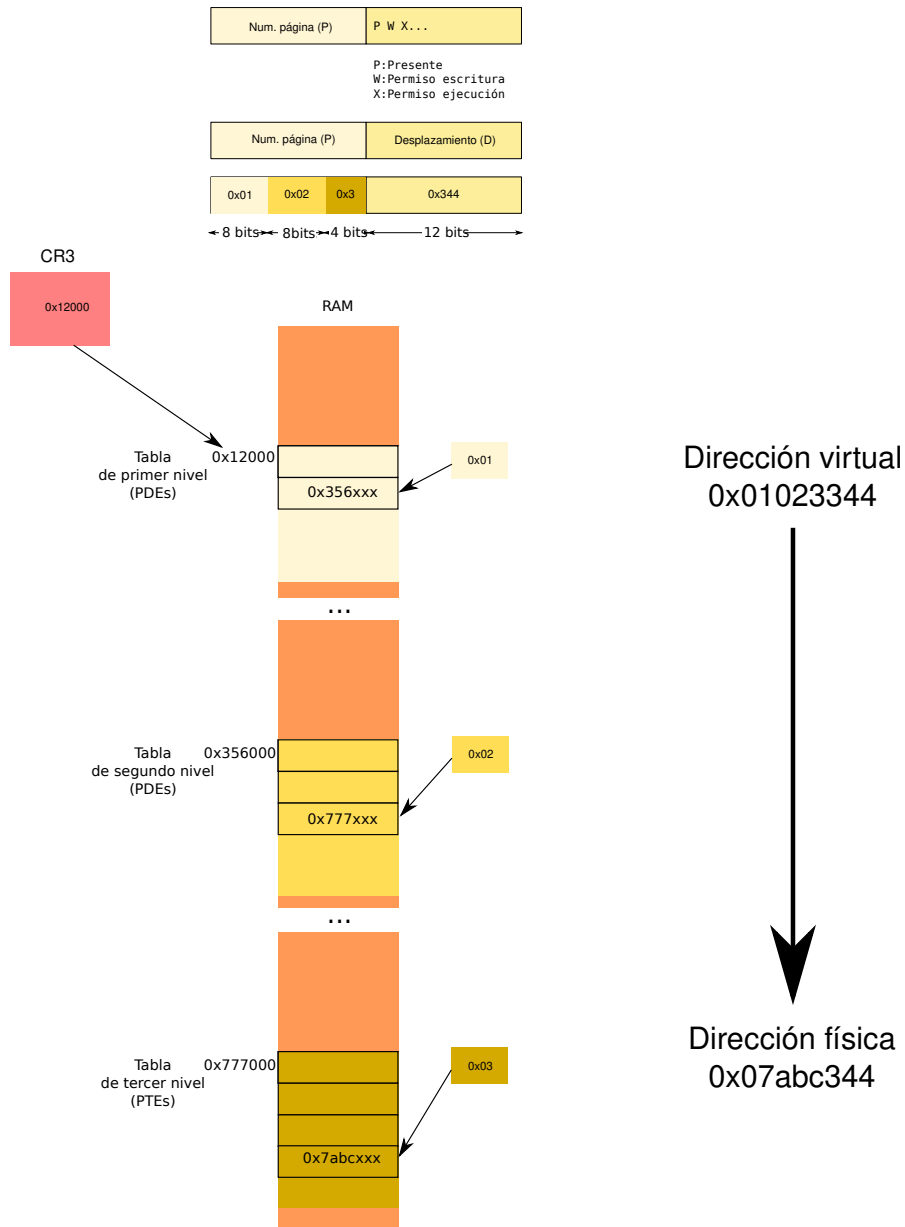 Num. página (P) P W X...
P:Presente
W:Permiso escritura
X:Permiso ejecución
Num. página (P) Desplazamiento (D)
0x01 0x02 0x3 0x344
8 bits 8bits 4 bits 12 bits
CR3
0x12000
RAM
Tabla
de primer nivel
(PDEs)
0x12000
0x01
0x356xxx
Dirección virtual
0x01023344
...
Tabla
de segundo nivel
(PDEs)
0x356000
0x02
0x777xxx
...
Dirección física
0x07abc344
Tabla
de tercer nivel
(PTEs)
0x777000
0x03
0x7abcxxx